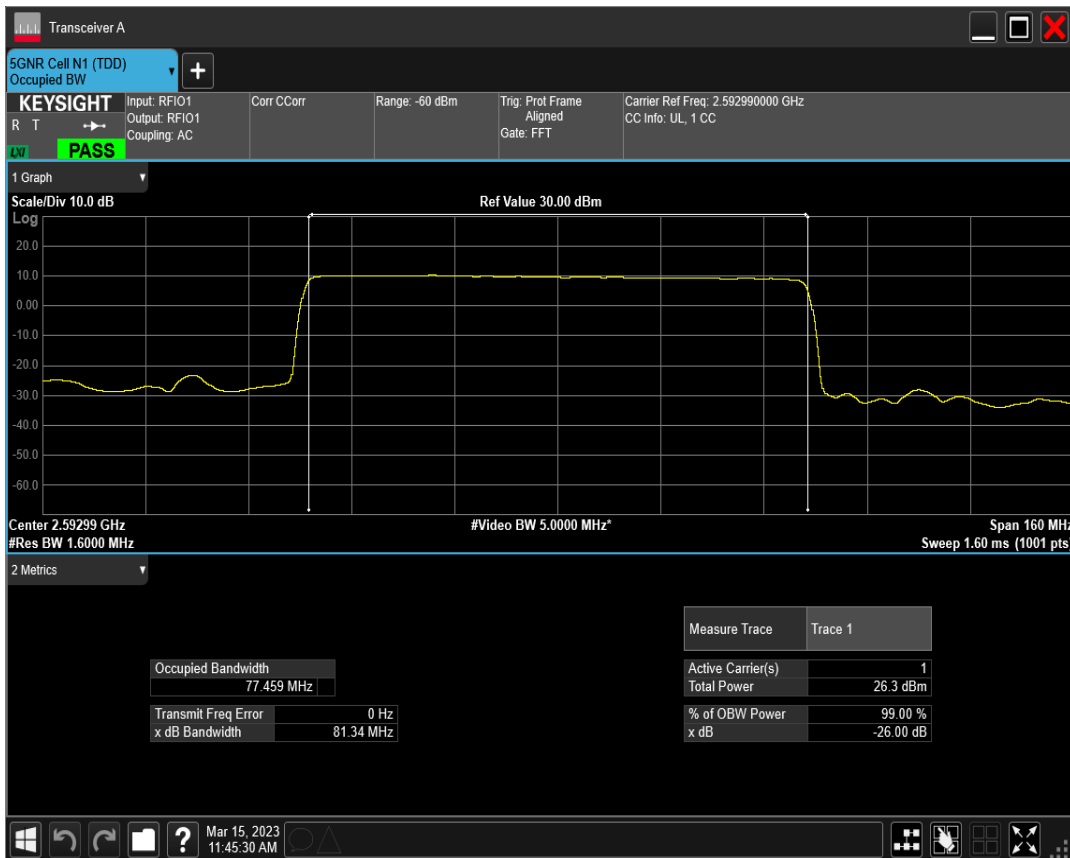 Transceiver A
5GNR Cell N1 (TDD)
Occupied BW
+
KEYSIGHT
R T
LXI
PASS
Input: RFIO1
Output: RFIO1
Coupling: AC
Corr CCorr
Range: -60 dBm
Trig: Prot Frame
Aligned
Gate: FFT
Carrier Ref Freq: 2.592990000 GHz
CC Info: UL, 1 CC
1 Graph
Scale/Div 10.0 dB
Ref Value 30.00 dBm
Log
20.0
10.0
0.00
-10.0
-20.0
-30.0
-40.0
-50.0
-60.0
Center 2.59299 GHz
#Video BW 5.0000 MHz*
Span 160 MHz
#Res BW 1.6000 MHz
Sweep 1.60 ms (1001 pts)
2 Metrics
Measure Trace Trace 1
Occupied Bandwidth
77.459 MHz
Active Carrier(s) 1
Total Power 26.3 dBm
Transmit Freq Error 0 Hz
x dB Bandwidth 81.34 MHz
% of OBW Power 99.00 %
x dB -26.00 dB
?
Mar 15, 2023
11:45:30 AM